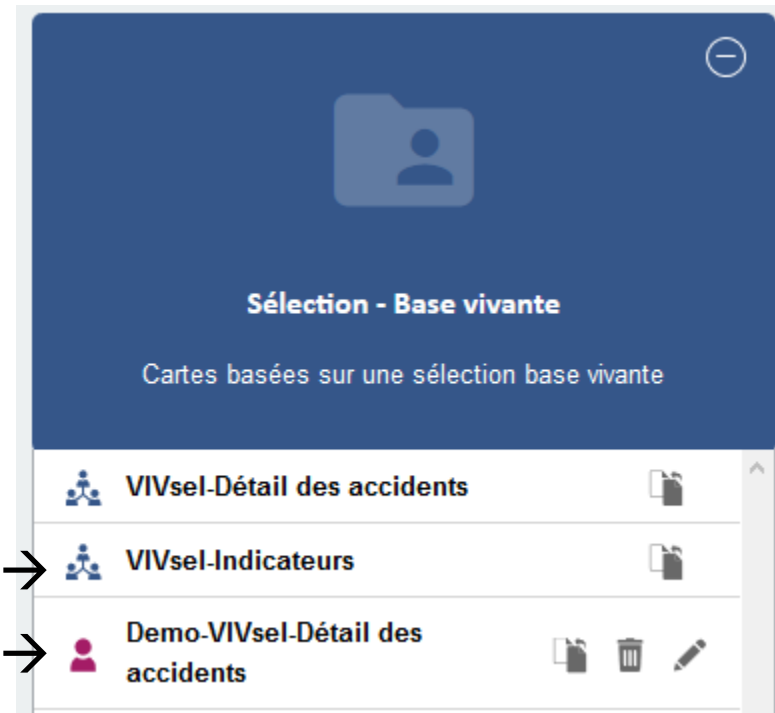 Sélection - Base vivante
Cartes basées sur une sélection base vivante
VIVsel-Détail des accidents
VIVsel-Indicateurs
Demo-VIVsel-Détail des
accidents